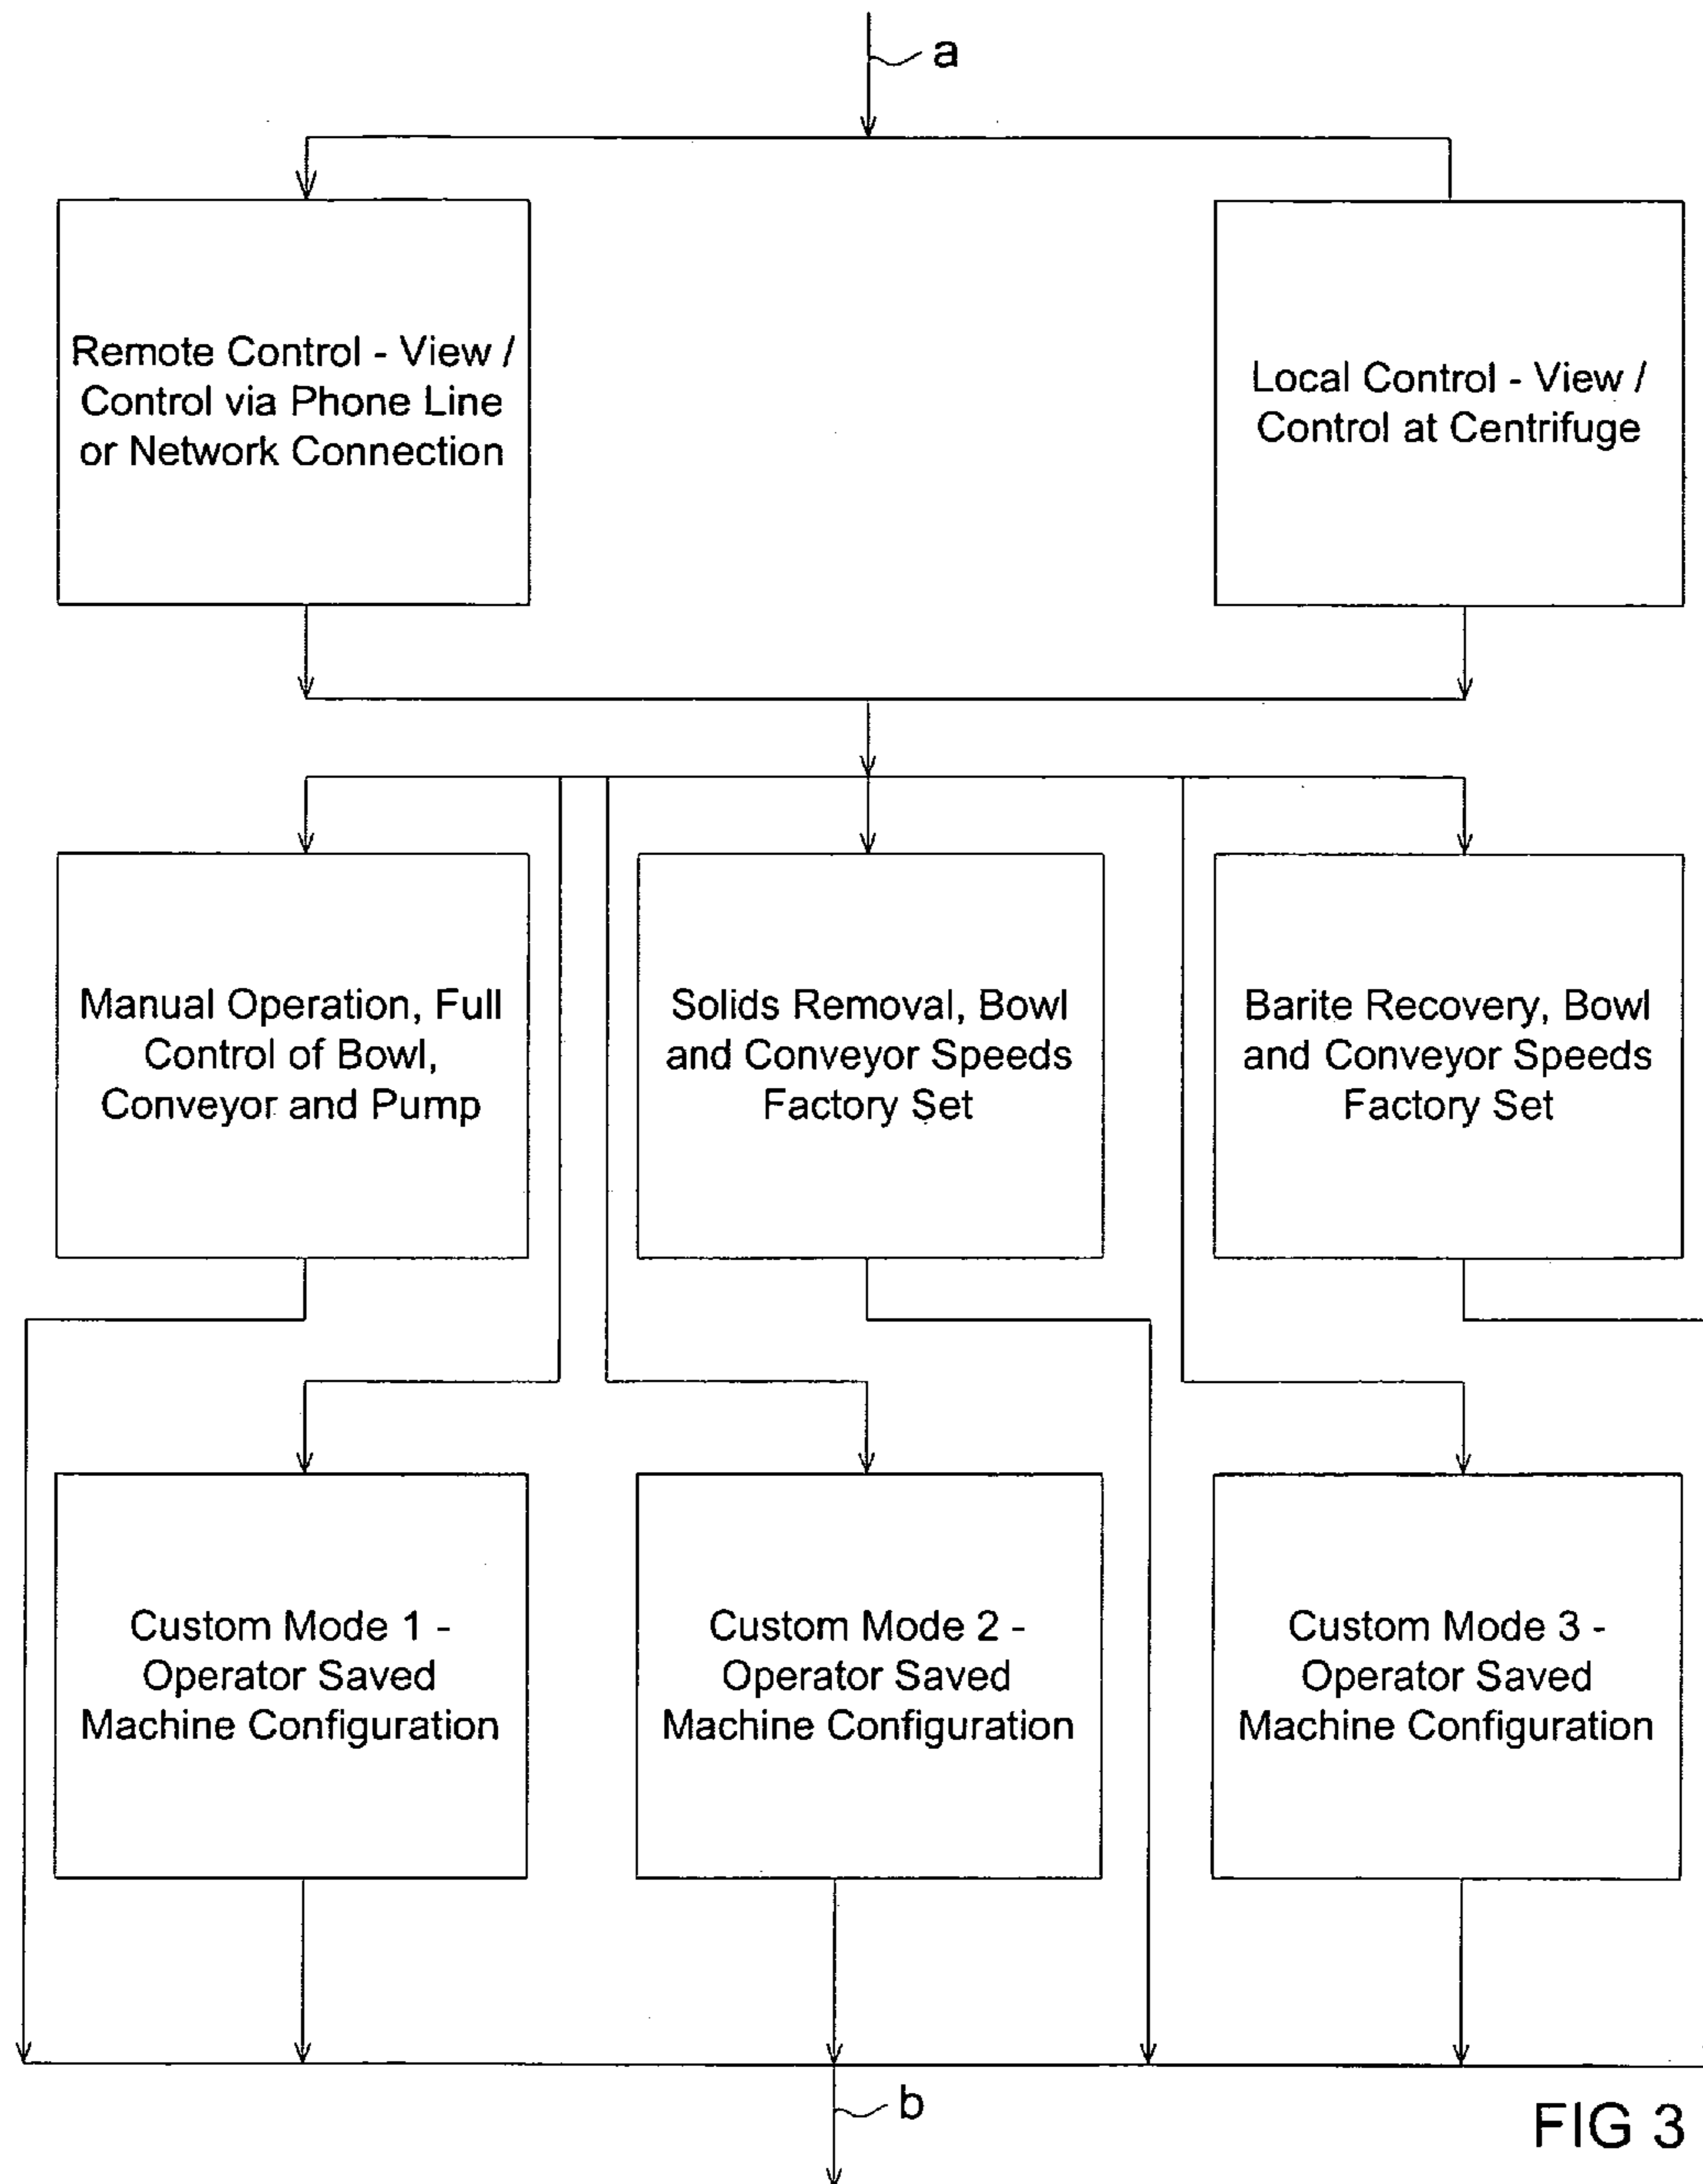 a
Remote Control - View /
Control via Phone Line
or Network Connection
Local Control - View /
Control at Centrifuge
Manual Operation, Full
Control of Bowl,
Conveyor and Pump
Solids Removal, Bowl
and Conveyor Speeds
Factory Set
Barite Recovery, Bowl
and Conveyor Speeds
Factory Set
Custom Mode 1 -
Operator Saved
Machine Configuration
Custom Mode 2 -
Operator Saved
Machine Configuration
Custom Mode 3 -
Operator Saved
Machine Configuration
b
FIG 3